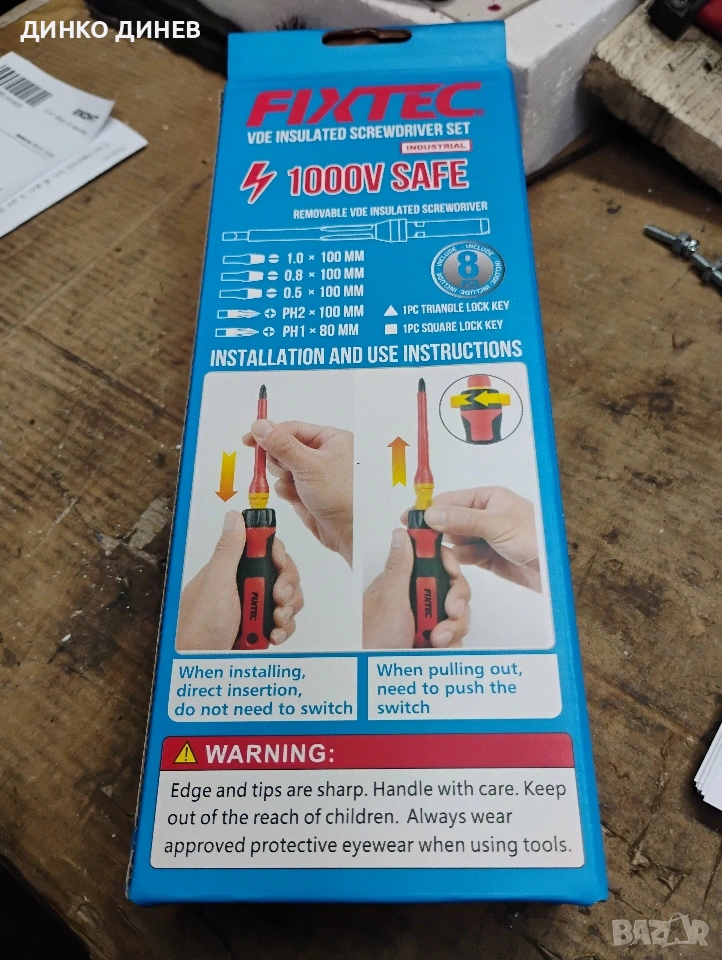 ДИНКО ДИНЕВ
FIXTEC
VDE INSULATED SCREWDRIVER SET
INDUSTRIAL
1000V SAFE
REMOVABLE VDE INSULATED SCREWDRIVER
1.0 × 100 MM
0.8 × 100 MM
0.5 × 100 MM
PH2 × 100 MM
PH1 × 80 MM
INCLUDE · INCLUDE · INCLUDE
8
1PC TRIANGLE LOCK KEY
1PC SQUARE LOCK KEY
INSTALLATION AND USE INSTRUCTIONS
FIXTEC
FIXTEC
When installing,
direct insertion,
do not need to switch
When pulling out,
need to push the
switch
WARNING:
Edge and tips are sharp. Handle with care. Keep
out of the reach of children. Always wear
approved protective eyewear when using tools.
BAZAR